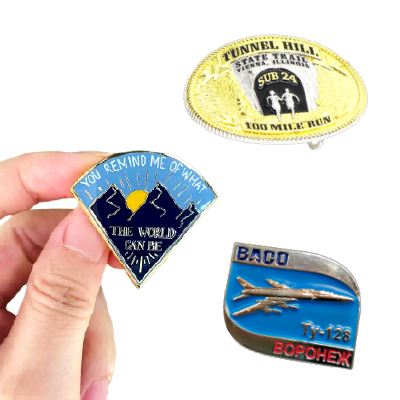 TUNNEL HILL
STATE TRAIL
VIENNA, ILLINOIS
SUB 24
100 MILE RUN
YOU REMIND ME OF WHAT
THE WORLD
CAN BE
ВАСО
Ту-128
ВОРОНЕЖ